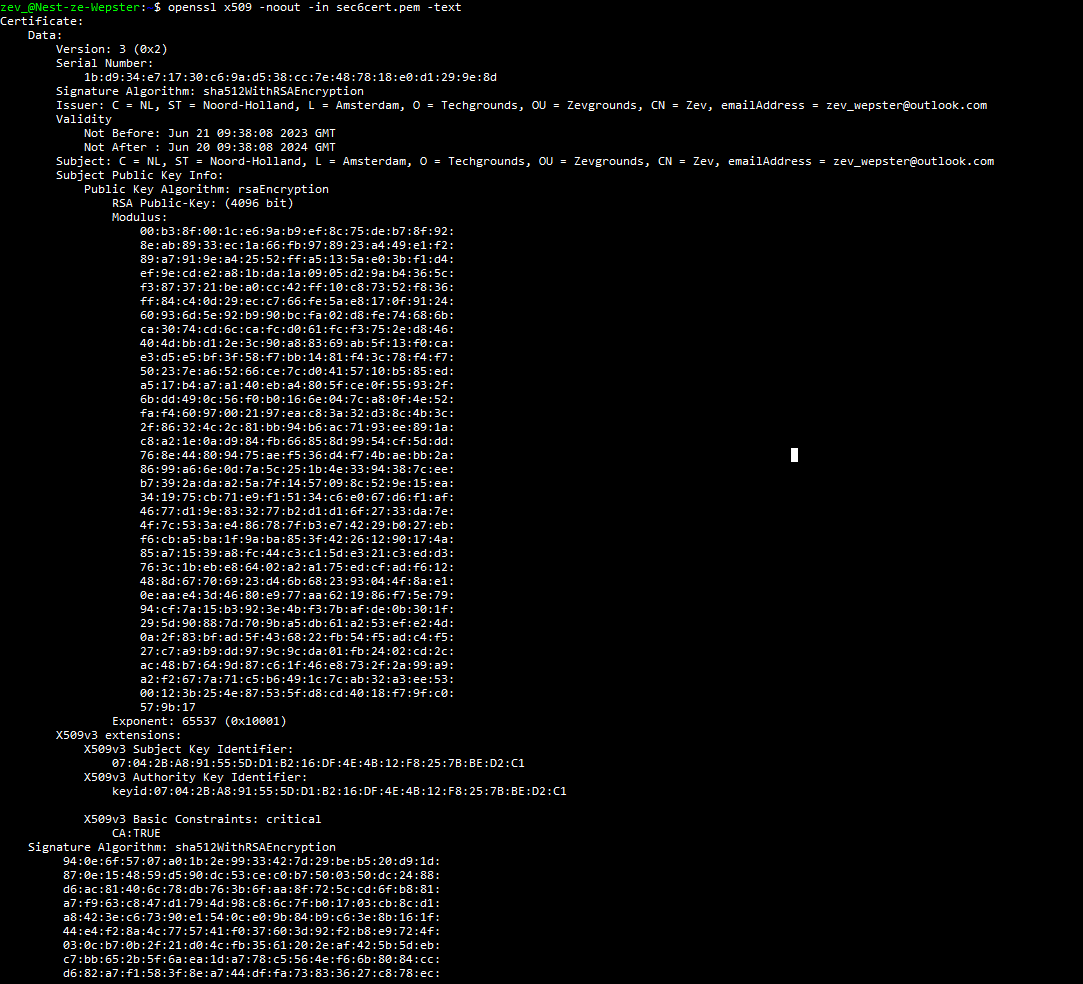 zev_@Nest-ze-Wepster:~$ openssl x509 -noout -in sec6cert.pem -text
Certificate:
    Data:
        Version: 3 (0x2)
        Serial Number:
            1b:d9:34:e7:17:30:c6:9a:d5:38:cc:7e:48:78:18:e0:d1:29:9e:8d
        Signature Algorithm: sha512WithRSAEncryption
        Issuer: C = NL, ST = Noord-Holland, L = Amsterdam, O = Techgrounds, OU = Zevgrounds, CN = Zev, emailAddress = zev_wepster@outlook.com
        Validity
            Not Before: Jun 21 09:38:08 2023 GMT
            Not After : Jun 20 09:38:08 2024 GMT
        Subject: C = NL, ST = Noord-Holland, L = Amsterdam, O = Techgrounds, OU = Zevgrounds, CN = Zev, emailAddress = zev_wepster@outlook.com
        Subject Public Key Info:
            Public Key Algorithm: rsaEncryption
                RSA Public-Key: (4096 bit)
                Modulus:
                    00:b3:8f:00:1c:e6:9a:b9:ef:8c:75:de:b7:8f:92:
                    8e:ab:89:33:ec:1a:66:fb:97:89:23:a4:49:e1:f2:
                    89:a7:91:9e:a4:25:52:ff:a5:13:5a:e0:3b:f1:d4:
                    ef:9e:cd:e2:a8:1b:da:1a:09:05:d2:9a:b4:36:5c:
                    f3:87:37:21:be:a0:cc:42:ff:10:c8:73:52:f8:36:
                    ff:84:c4:0d:29:ec:c7:66:fe:5a:e8:17:0f:91:24:
                    60:93:6d:5e:92:b9:90:bc:fa:02:d8:fe:74:68:6b:
                    ca:30:74:cd:6c:ca:fc:d0:61:fc:f3:75:2e:d8:46:
                    40:4d:bb:d1:2e:3c:90:a8:83:69:ab:5f:13:f0:ca:
                    e3:d5:e5:bf:3f:58:f7:bb:14:81:f4:3c:78:f4:f7:
                    50:23:7e:a6:52:66:ce:7c:d0:41:57:10:b5:85:ed:
                    a5:17:b4:a7:a1:40:eb:a4:80:5f:ce:0f:55:93:2f:
                    6b:dd:49:0c:56:f0:b0:16:6e:04:7c:a8:0f:4e:52:
                    fa:f4:60:97:00:21:97:ea:c8:3a:32:d3:8c:4b:3c:
                    2f:86:32:4c:2c:81:bb:94:b6:ac:71:93:ee:89:1a:
                    c8:a2:1e:0a:d9:84:fb:66:85:8d:99:54:cf:5d:dd:
                    76:8e:44:80:94:75:ae:f5:36:d4:f7:4b:ae:bb:2a:
                    86:99:a6:6e:0d:7a:5c:25:1b:4e:33:94:38:7c:ee:
                    b7:39:2a:da:a2:5a:7f:14:57:09:8c:52:9e:15:ea:
                    34:19:75:cb:71:e9:f1:51:34:c6:e0:67:d6:f1:af:
                    46:77:d1:9e:83:32:77:b2:d1:d1:6f:27:33:da:7e:
                    4f:7c:53:3a:e4:86:78:7f:b3:e7:42:29:b0:27:eb:
                    f6:cb:a5:ba:1f:9a:ba:85:3f:42:26:12:90:17:4a:
                    85:a7:15:39:a8:fc:44:c3:c1:5d:e3:21:c3:ed:d3:
                    76:3c:1b:eb:e8:64:02:a2:a1:75:ed:cf:ad:f6:12:
                    48:8d:67:70:69:23:d4:6b:68:23:93:04:4f:8a:e1:
                    0e:aa:e4:3d:46:80:e9:77:aa:62:19:86:f7:5e:79:
                    94:cf:7a:15:b3:92:3e:4b:f3:7b:af:de:0b:30:1f:
                    29:5d:90:88:7d:70:9b:a5:db:61:a2:53:ef:e2:4d:
                    0a:2f:83:bf:ad:5f:43:68:22:fb:54:f5:ad:c4:f5:
                    27:c7:a9:b9:dd:97:9c:9c:da:01:fb:24:02:cd:2c:
                    ac:48:b7:64:9d:87:c6:1f:46:e8:73:2f:2a:99:a9:
                    a2:f2:67:7a:71:c5:b6:49:1c:7c:ab:32:a3:ee:53:
                    00:12:3b:25:4e:87:53:5f:d8:cd:40:18:f7:9f:c0:
                    57:9b:17
                Exponent: 65537 (0x10001)
        X509v3 extensions:
            X509v3 Subject Key Identifier:
                07:04:2B:A8:91:55:5D:D1:B2:16:DF:4E:4B:12:F8:25:7B:BE:D2:C1
            X509v3 Authority Key Identifier:
                keyid:07:04:2B:A8:91:55:5D:D1:B2:16:DF:4E:4B:12:F8:25:7B:BE:D2:C1
            X509v3 Basic Constraints: critical
                CA:TRUE
    Signature Algorithm: sha512WithRSAEncryption
         94:0e:6f:57:07:a0:1b:2e:99:33:42:7d:29:be:b5:20:d9:1d:
         87:0e:15:48:59:d5:90:dc:53:ce:c0:b7:50:03:50:dc:24:88:
         d6:ac:81:40:6c:78:db:76:3b:6f:aa:8f:72:5c:cd:6f:b8:81:
         a7:f9:63:c8:47:d1:79:4d:98:c8:6c:7f:b0:17:03:cb:8c:d1:
         a8:42:3e:c6:73:90:e1:54:0c:e0:9b:84:b9:c6:3e:8b:16:1f:
         44:e4:f2:8a:4c:77:57:41:f0:37:60:3d:92:f2:b8:e9:72:4f:
         03:0c:b7:0b:2f:21:d0:4c:fb:35:61:20:2e:af:42:5b:5d:eb:
         c7:bb:65:2b:5f:6a:ea:1d:a7:78:c5:56:4e:f6:6b:80:84:cc:
         d6:82:a7:f1:58:3f:8e:a7:44:df:fa:73:83:36:27:c8:78:ec: